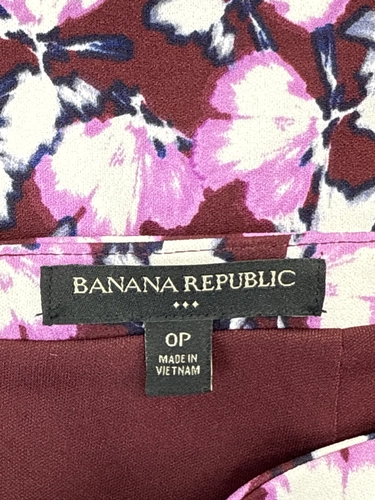 BANANA REPUBLIC
0P
MADE IN
VIETNAM